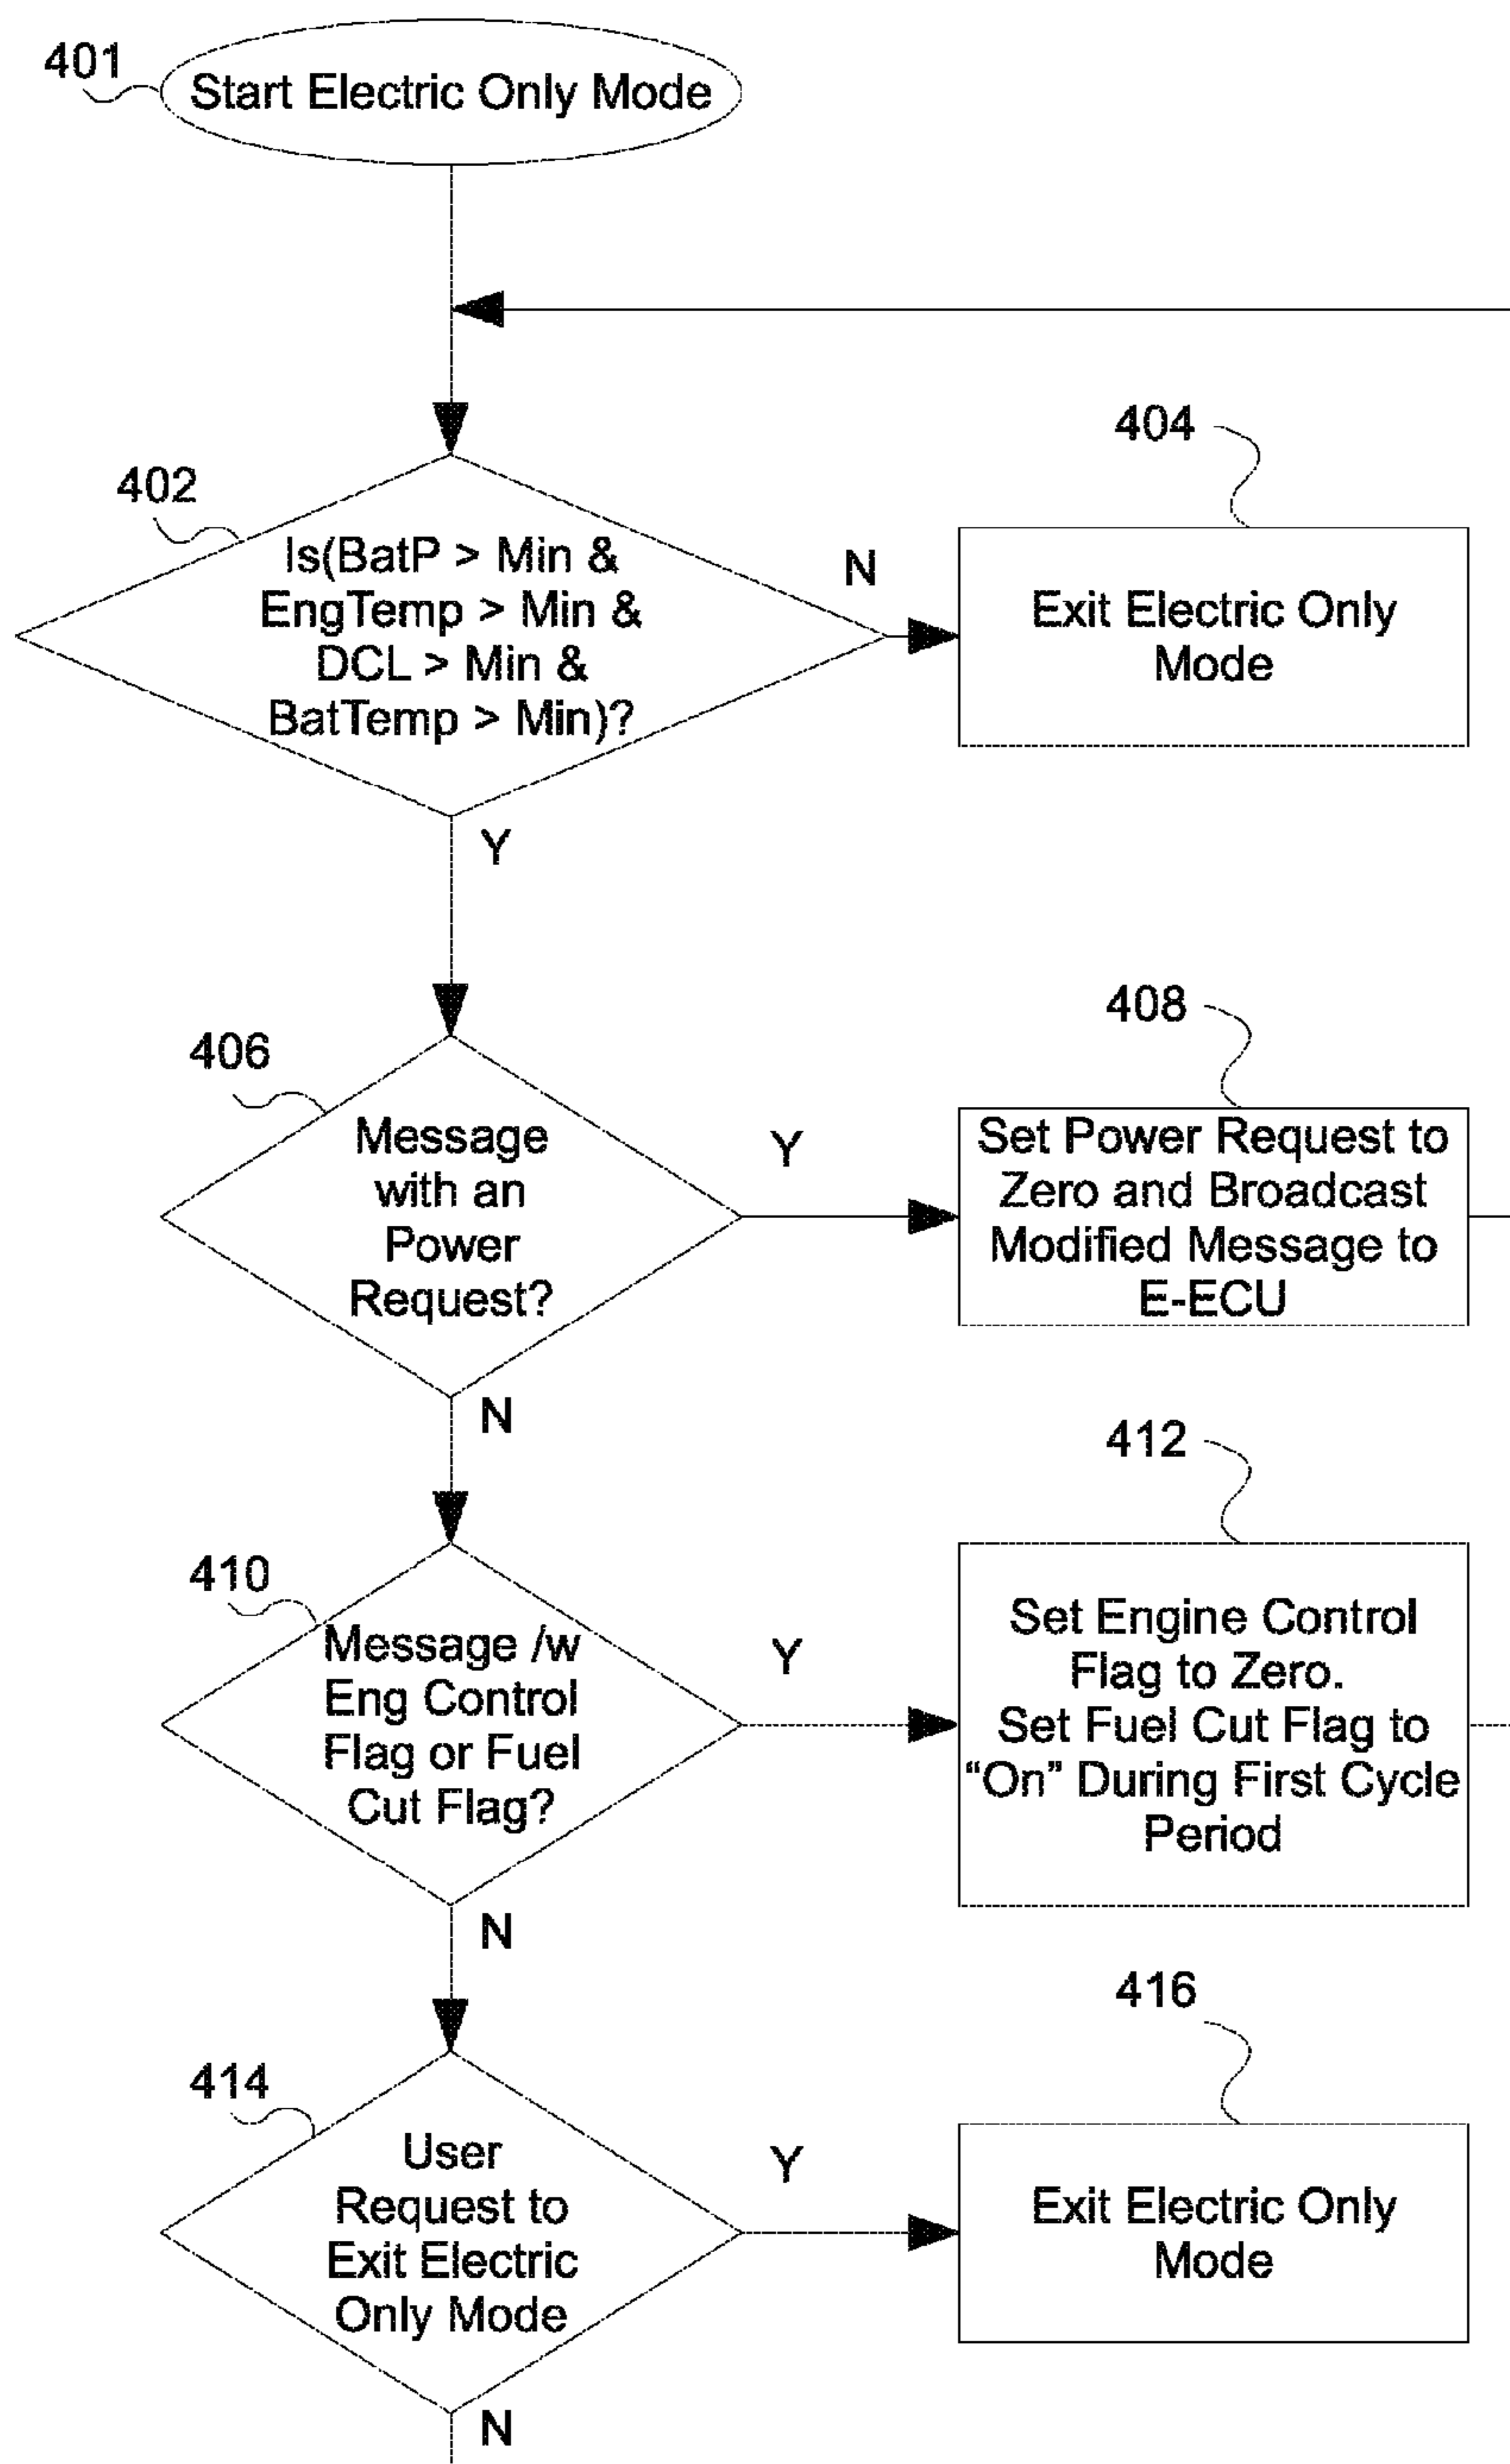 401
Start Electric Only Mode
402
Is(BatP > Min &
EngTemp > Min &
DCL > Min &
BatTemp > Min)?
N
Y
404
Exit Electric Only
Mode
406
Message
with an
Power
Request?
Y
N
408
Set Power Request to
Zero and Broadcast
Modified Message to
E-ECU
410
Message /w
Eng Control
Flag or Fuel
Cut Flag?
Y
N
412
Set Engine Control
Flag to Zero.
Set Fuel Cut Flag to
“On” During First Cycle
Period
414
User
Request to
Exit Electric
Only Mode
Y
N
416
Exit Electric Only
Mode